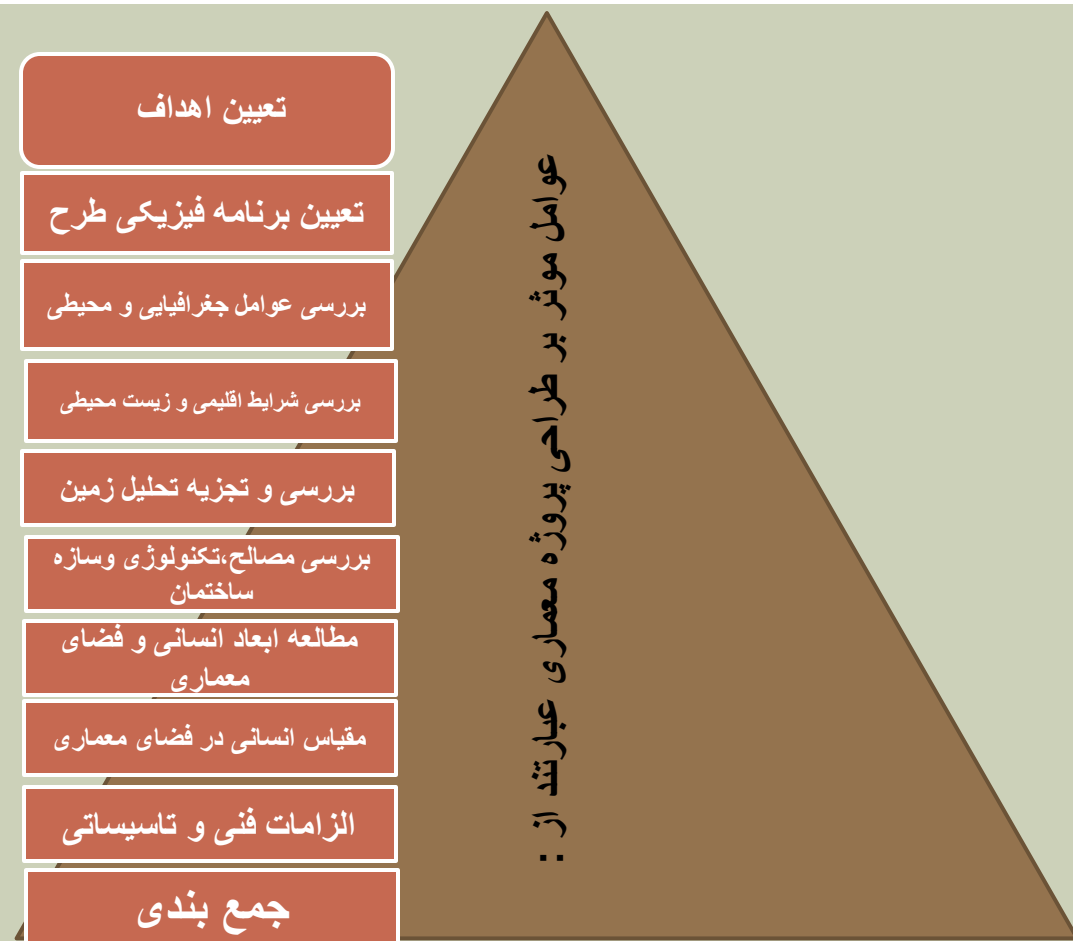 عوامل موثر بر طراحی پروژه معماری عبارتند از :
تعیین اهداف
تعیین برنامه فیزیکی طرح
بررسی عوامل جغرافیایی و محیطی
بررسی شرایط اقلیمی و زیست محیطی
بررسی و تجزیه تحلیل زمین
بررسی مصالح،تکنولوژی وسازه
ساختمان
مطالعه ابعاد انسانی و فضای
معماری
مقیاس انسانی در فضای معماری
الزامات فنی و تاسیساتی
جمع بندی